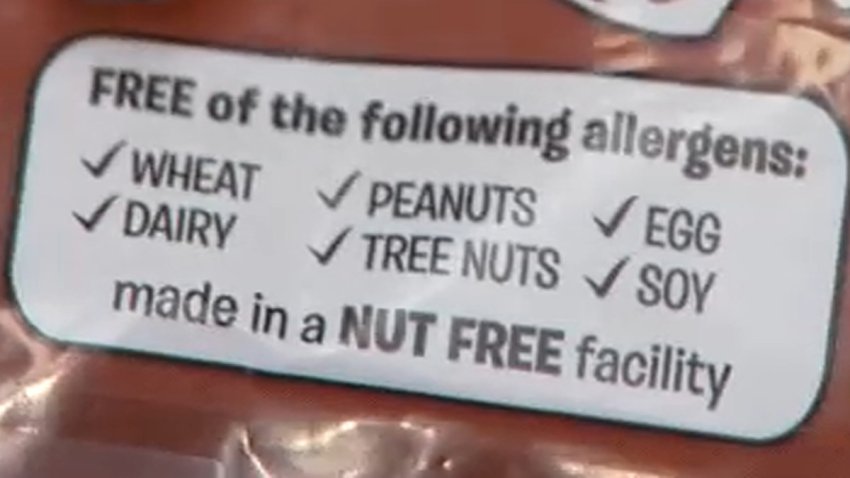 FREE of the following allergens:
✓ WHEAT ✓ PEANUTS ✓ EGG
✓ DAIRY ✓ TREE NUTS ✓ SOY
made in a NUT FREE facility